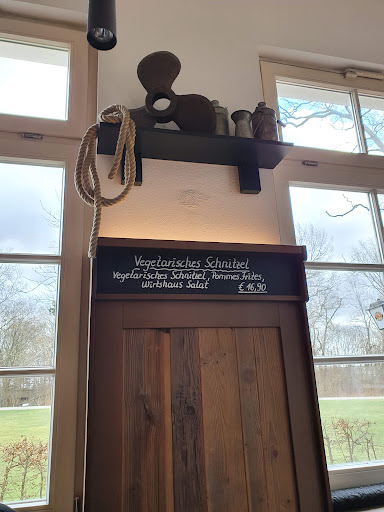 Vegetarisches Schnitzel
Vegetarisches Schnitzel, Pommes Frites,
Wirtshaus Salat € 16,90